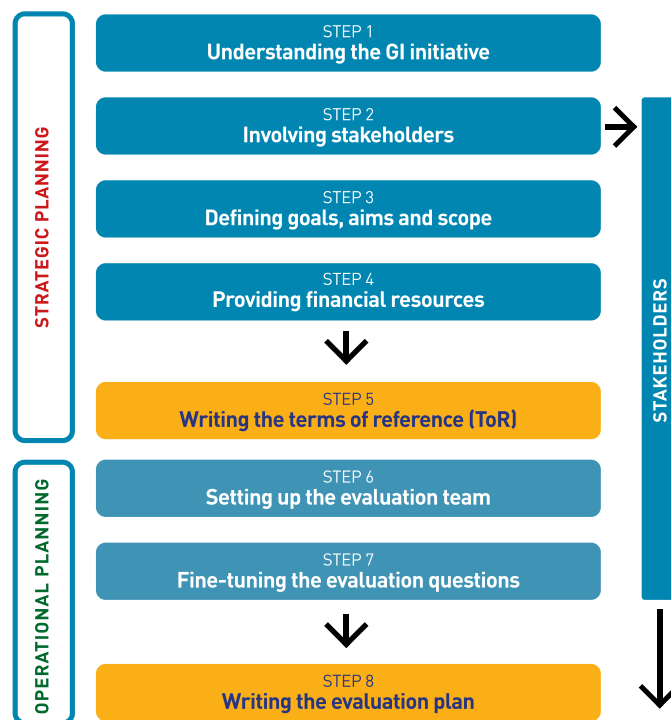 STRATEGIC PLANNING
STEP 1
Understanding the GI initiative
STEP 2
Involving stakeholders
STEP 3
Defining goals, aims and scope
STEP 4
Providing financial resources
STEP 5
Writing the terms of reference (ToR)
OPERATIONAL PLANNING
STEP 6
Setting up the evaluation team
STEP 7
Fine-tuning the evaluation questions
STEP 8
Writing the evaluation plan
STAKEHOLDERS